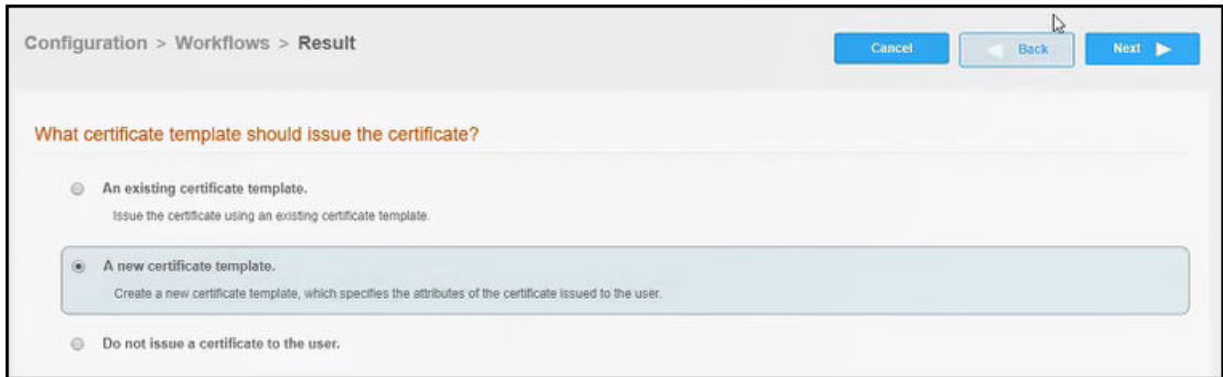 Configuration > Workflows > Result
Cancel
Back
Next
What certificate template should issue the certificate?
An existing certificate template.
Issue the certificate using an existing certificate template.
A new certificate template.
Create a new certificate template, which specifies the attributes of the certificate issued to the user.
Do not issue a certificate to the user.